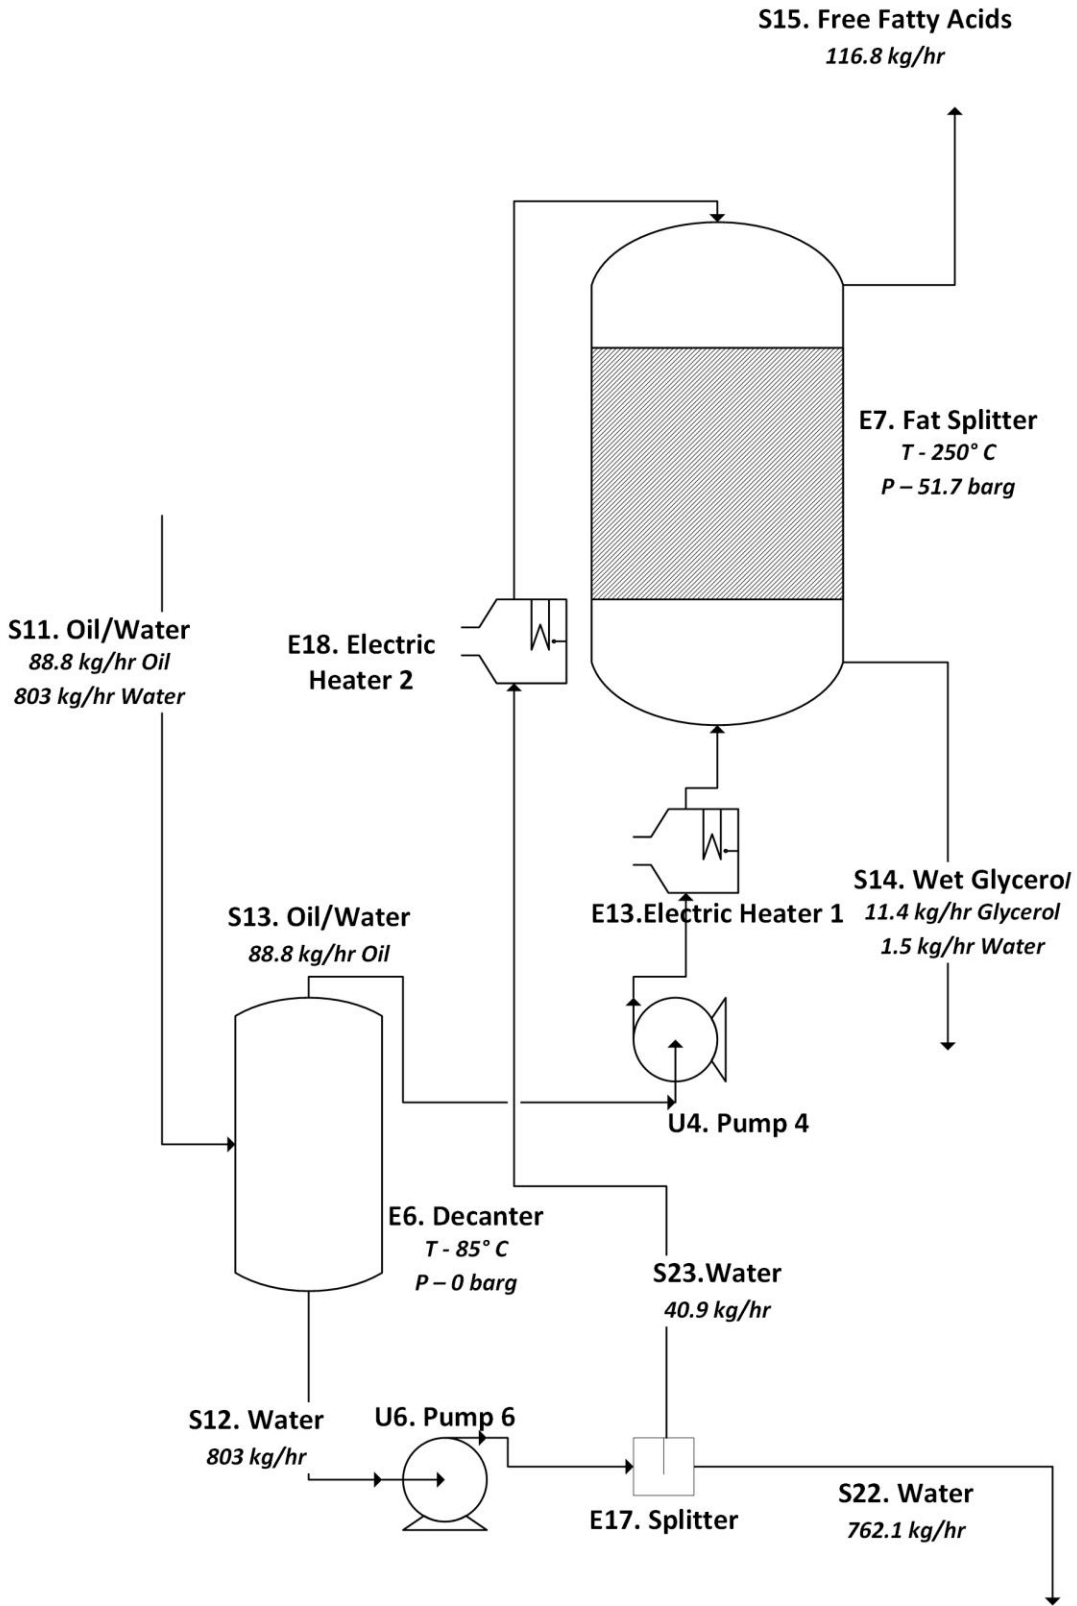 S15. Free Fatty Acids
116.8 kg/hr
E7. Fat Splitter
T - 250° C
P – 51.7 barg
S11. Oil/Water
88.8 kg/hr Oil
803 kg/hr Water
E18. Electric
Heater 2
S14. Wet Glycerol
11.4 kg/hr Glycerol
1.5 kg/hr Water
E13.Electric Heater 1
S13. Oil/Water
88.8 kg/hr Oil
U4. Pump 4
E6. Decanter
T - 85° C
P – 0 barg
S23.Water
40.9 kg/hr
S12. Water
803 kg/hr
U6. Pump 6
E17. Splitter
S22. Water
762.1 kg/hr